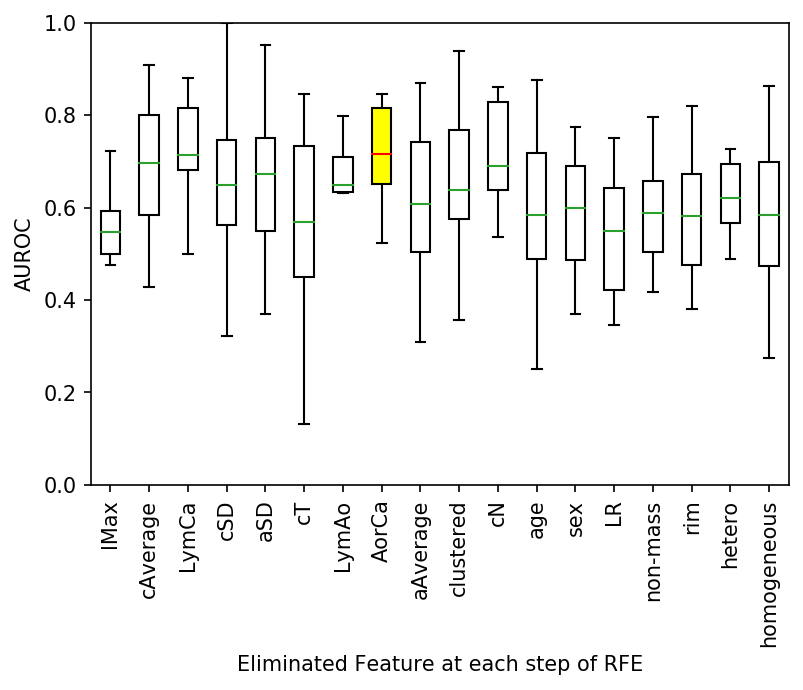 1.0
0.8
0.6
0.4
0.2
0.0
AUROC
lMax
cAverage
LymCa
cSD
aSD
cT
LymAo
AorCa
aAverage
clustered
cN
age
sex
LR
non-mass
rim
hetero
homogeneous
Eliminated Feature at each step of RFE